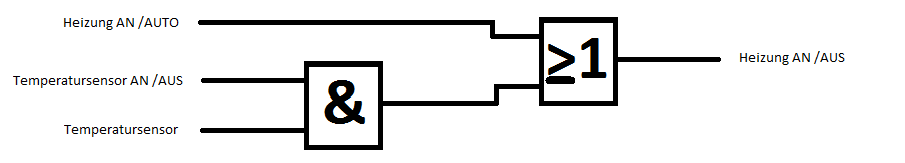 Heizung AN /AUTO
Temperatursensor AN /AUS
Temperatursensor
&
≥1
Heizung AN /AUS